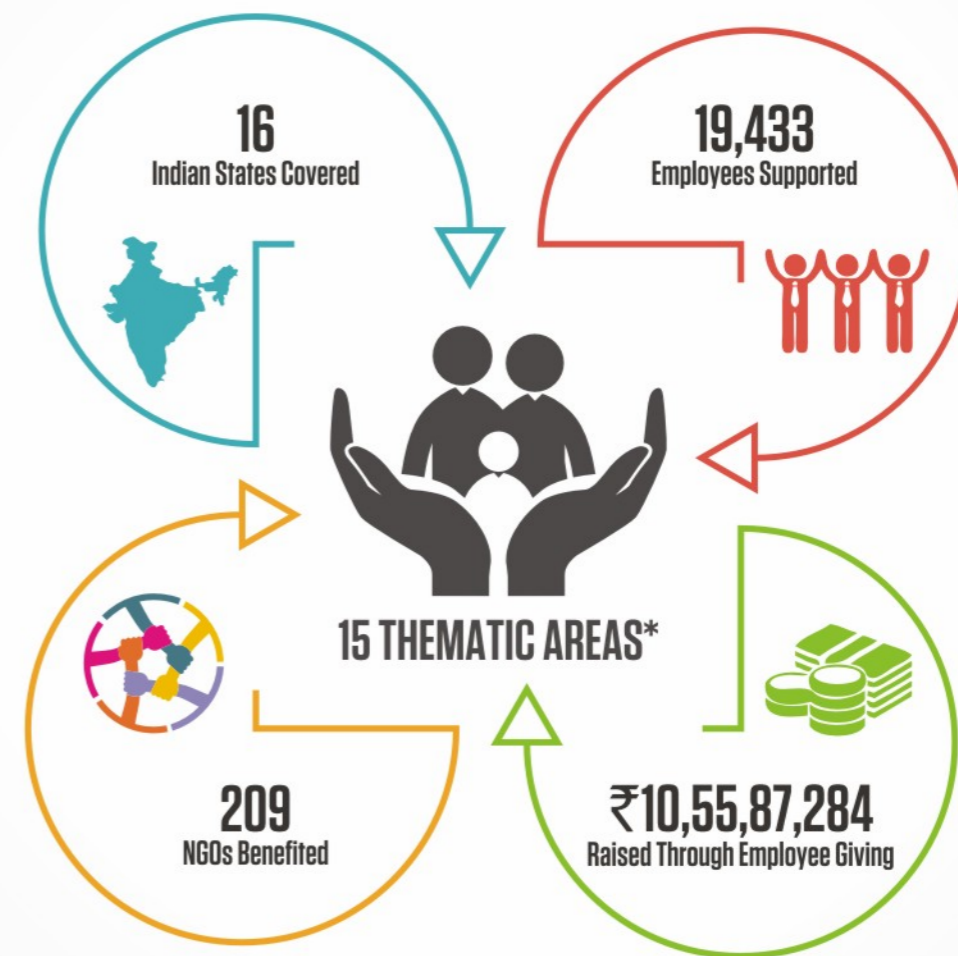 16
Indian States Covered
19,433
Employees Supported
15 THEMATIC AREAS*
209
NGOs Benefited
₹10,55,87,284
Raised Through Employee Giving